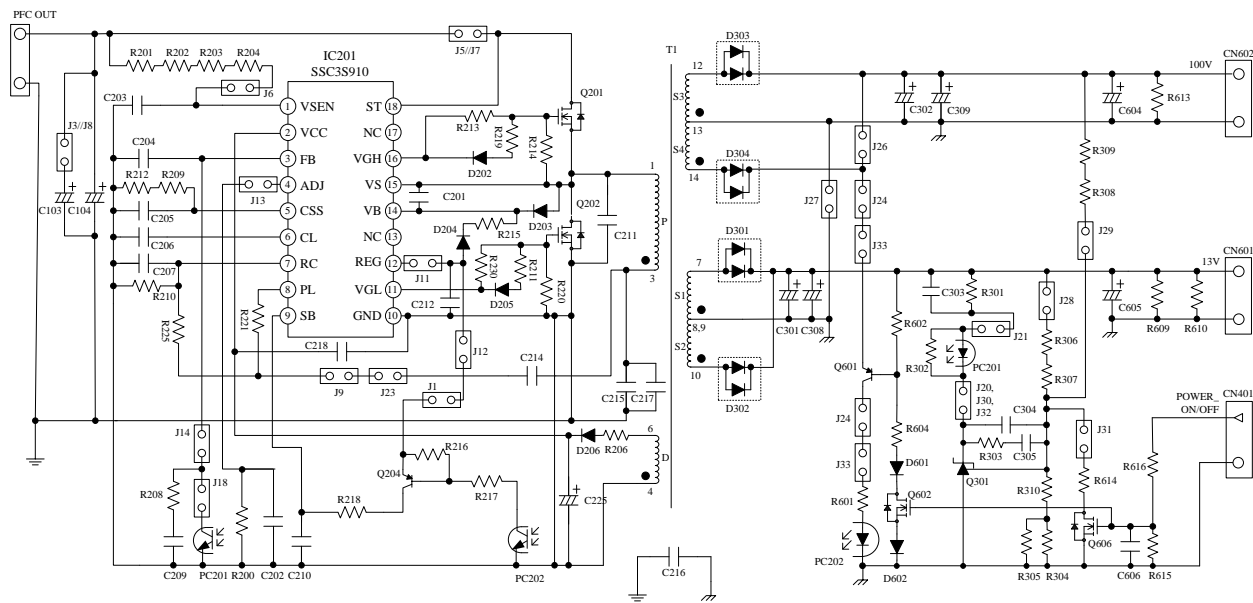 PFC OUT
R201
R202
R203
R204
J6
C203
J3//J8
C103
C104
C204
R212
R209
C205
C206
C207
R210
R225
J13
IC201
SSC3S910
1 VSEN
2 VCC
3 FB
4 ADJ
5 CSS
6 CL
7 RC
8 PL
9 SB
ST 18
NC 17
VGH 16
VS 15
VB 14
NC 13
REG 12
VGL 11
GND 10
J5//J7
Q201
R213
R219
R214
D202
C201
D203
Q202
D204
R215
C211
J11
R230
R211
R220
D205
C212
R221
C218
J12
J9
J23
C214
J1
C215
C217
1
P
3
T1
6
D
4
R216
Q204
R217
R218
D206
R206
C225
J14
J18
R208
C209
PC201
R200
C202
C210
PC202
C216
D303
12
S3
13
S4
14
D304
D301
7
S1
8,9
S2
10
D302
J27
J26
J24
J33
C302
C309
C604
R613
100V
CN602
R309
R308
J29
C301
C308
R602
C303
R301
J28
J21
R302
PC201
R306
R307
C605
R609
R610
13V
CN601
Q601
J24
J33
R604
D601
Q602
R601
PC202
D602
J20,
J30,
J32
C304
R303
C305
Q301
R310
R305
R304
J31
R614
Q606
C606
R615
R616
POWER_
ON/OFF
CN401